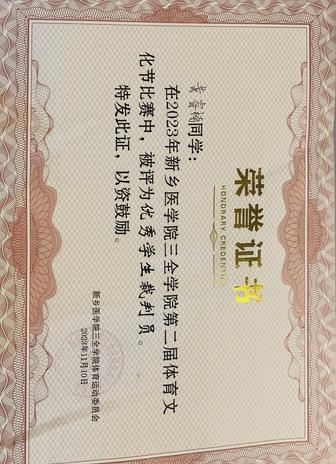 荣誉证书
HONORARY CREDENTIAL
同学:
在2023年新乡医学院三全学院第二届体育文
化节比赛中，被评为优秀学生裁判员。
特发此证，以资鼓励。
新乡医学院三全学院体育运动委员会
2023年11月10日